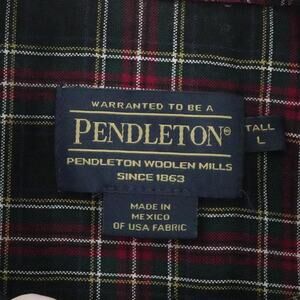 WARRANTED TO BE A
PENDLETON®
PENDLETON WOOLEN MILLS
SINCE 1863
TALL
L
MADE IN
MEXICO
OF USA FABRIC